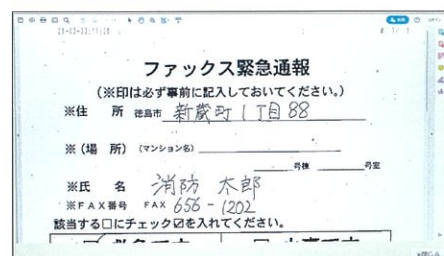 ファックス緊急通報
(※印は必ず事前に記入しておいてください。)
※住 所 徳島市 新蔵町1丁目88
※(場 所) (マンション名)
号棟 号室
※氏 名 消防 太郎
※FAX番号 FAX 656-1202
該当する□にチェック☑を入れてください。